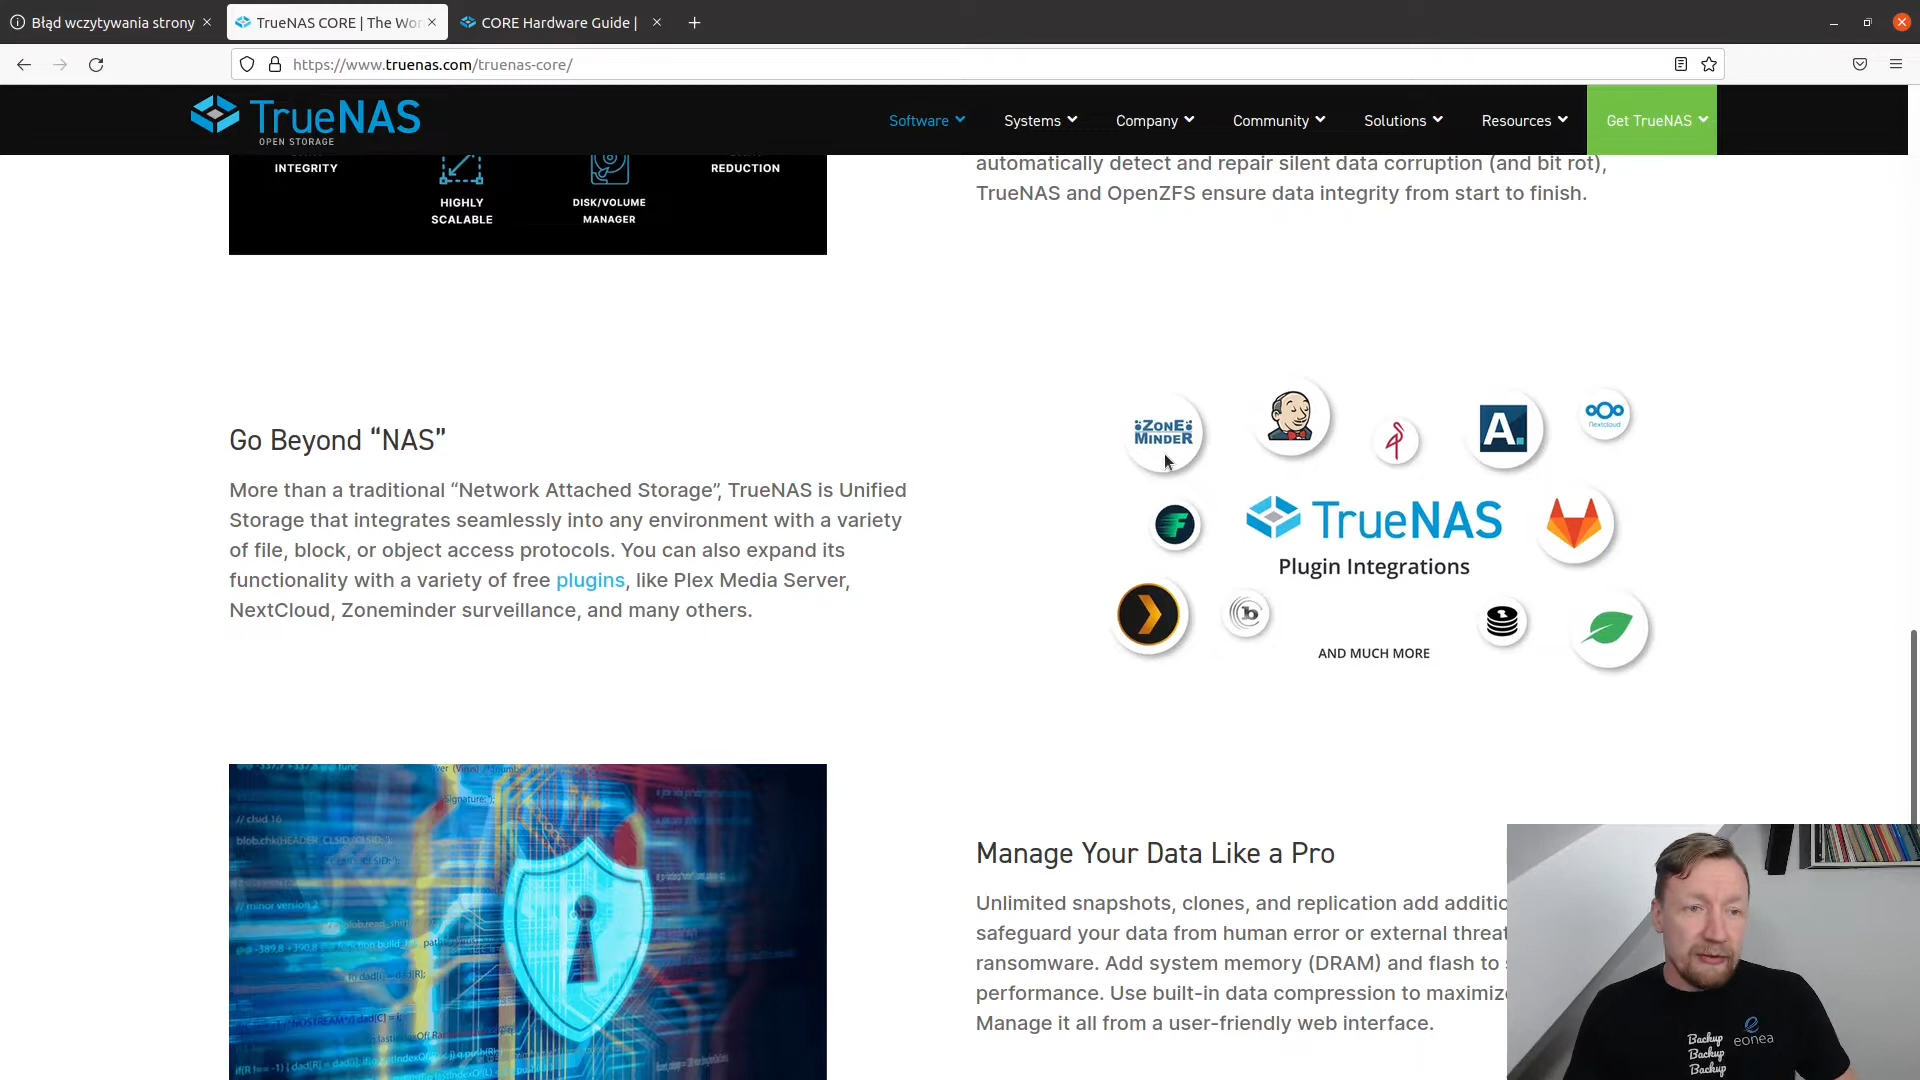 Błąd wczytywania strony
TrueNAS CORE | The Wor
CORE Hardware Guide |
https://www.truenas.com/truenas-core/
TrueNAS
OPEN STORAGE
Software
Systems
Company
Community
Solutions
Resources
Get TrueNAS
INTEGRITY
REDUCTION
HIGHLY
SCALABLE
DISK/VOLUME
MANAGER
automatically detect and repair silent data corruption (and bit rot),
TrueNAS and OpenZFS ensure data integrity from start to finish.
Go Beyond “NAS”
More than a traditional “Network Attached Storage”, TrueNAS is Unified
Storage that integrates seamlessly into any environment with a variety
of file, block, or object access protocols. You can also expand its
functionality with a variety of free plugins, like Plex Media Server,
NextCloud, Zoneminder surveillance, and many others.
ZONE
MINDER
A.
Nextcloud
F
TrueNAS
Plugin Integrations
b
AND MUCH MORE
Manage Your Data Like a Pro
Unlimited snapshots, clones, and replication add additio
safeguard your data from human error or external threat
ransomware. Add system memory (DRAM) and flash to s
performance. Use built-in data compression to maximize
Manage it all from a user-friendly web interface.
// clsid 16
// minor version 2
Backup
Backup
Backup
eonea